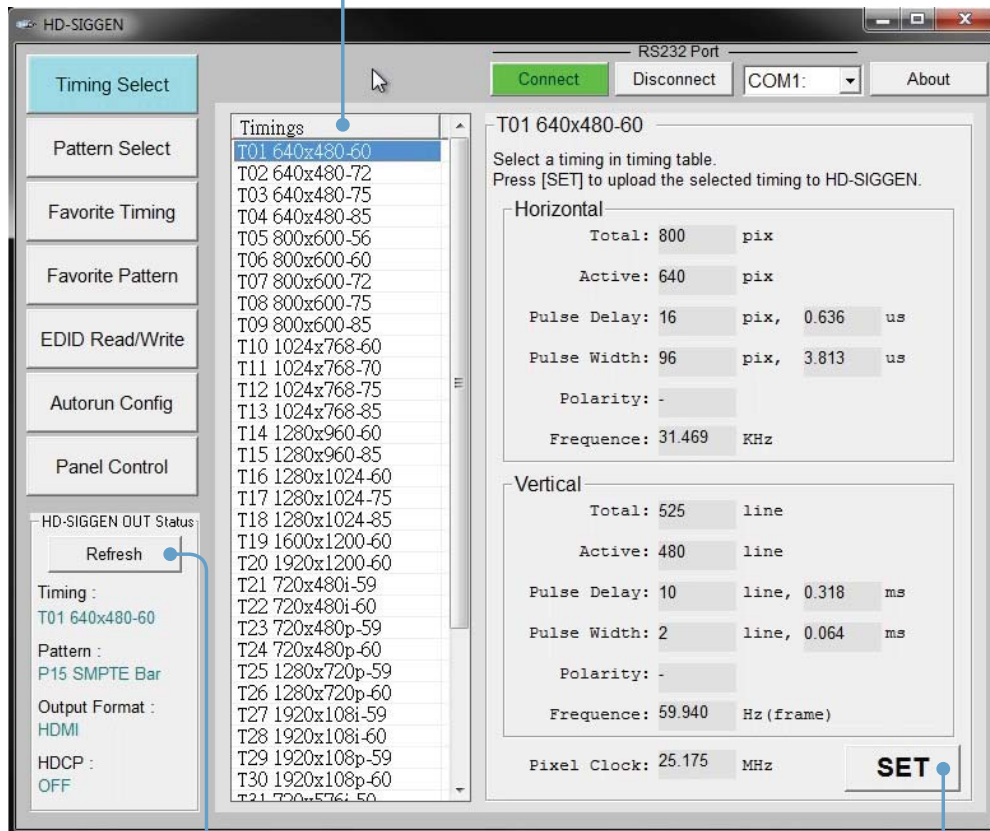 HD-SIGGEN
RS232 Port
Timing Select
Connect Disconnect COM1: About
Pattern Select
Favorite Timing
Favorite Pattern
EDID Read/Write
Autorun Config
Panel Control
HD-SIGGEN OUT Status
Refresh
Timing :
T01 640x480-60
Pattern :
P15 SMPTE Bar
Output Format :
HDMI
HDCP :
OFF
Timings
T01 640x480-60
T02 640x480-72
T03 640x480-75
T04 640x480-85
T05 800x600-56
T06 800x600-60
T07 800x600-72
T08 800x600-75
T09 800x600-85
T10 1024x768-60
T11 1024x768-70
T12 1024x768-75
T13 1024x768-85
T14 1280x960-60
T15 1280x960-85
T16 1280x1024-60
T17 1280x1024-75
T18 1280x1024-85
T19 1600x1200-60
T20 1920x1200-60
T21 720x480i-59
T22 720x480i-60
T23 720x480p-59
T24 720x480p-60
T25 1280x720p-59
T26 1280x720p-60
T27 1920x108i-59
T28 1920x108i-60
T29 1920x108p-59
T30 1920x108p-60
T31 720x576i-50
T01 640x480-60
Select a timing in timing table.
Press [SET] to upload the selected timing to HD-SIGGEN.
Horizontal
Total: 800 pix
Active: 640 pix
Pulse Delay: 16 pix, 0.636 us
Pulse Width: 96 pix, 3.813 us
Polarity: -
Frequence: 31.469 KHz
Vertical
Total: 525 line
Active: 480 line
Pulse Delay: 10 line, 0.318 ms
Pulse Width: 2 line, 0.064 ms
Polarity: -
Frequence: 59.940 Hz(frame)
Pixel Clock: 25.175 MHz
SET